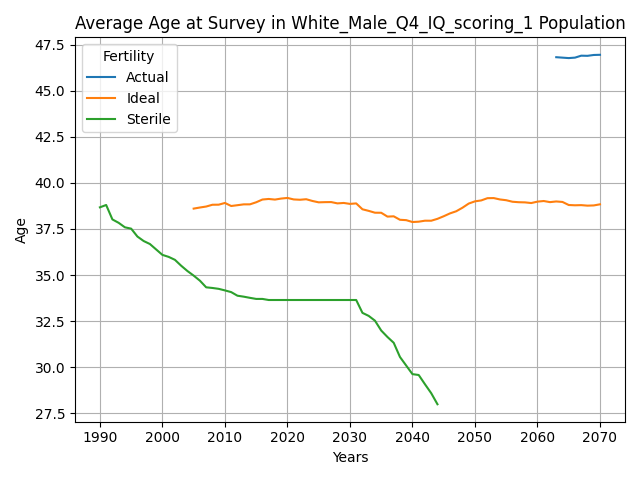 Average Age at Survey in White_Male_Q4_IQ_scoring_1 Population
Fertility
Actual
Ideal
Sterile
Age
47.5
45.0
42.5
40.0
37.5
35.0
32.5
30.0
27.5
1990 2000 2010 2020 2030 2040 2050 2060 2070
Years